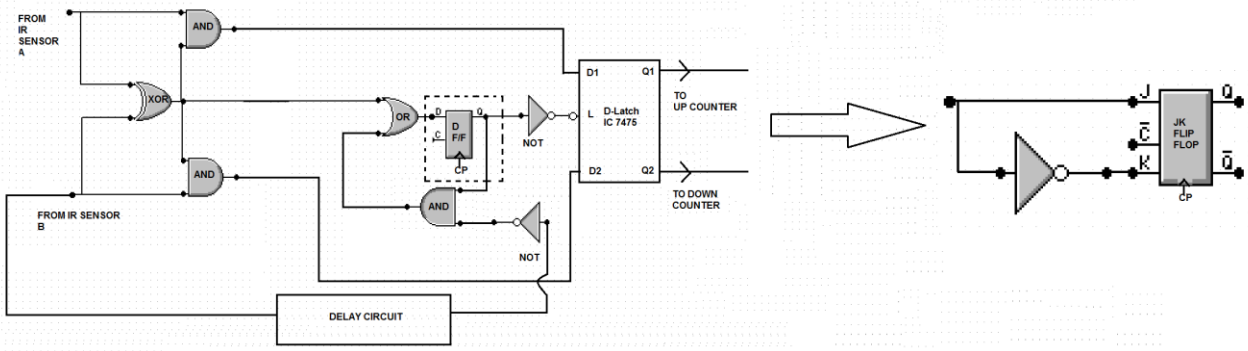 FROM
IR
SENSOR
A
AND
XOR
AND
FROM IR SENSOR
B
OR
D
Q
D
F/F
C
CP
NOT
AND
NOT
DELAY CIRCUIT
D1
Q1
D-Latch
IC 7475
L
D2
Q2
TO
UP COUNTER
TO DOWN
COUNTER
J
Q
C̅
JK
FLIP
FLOP
K
Q̅
CP